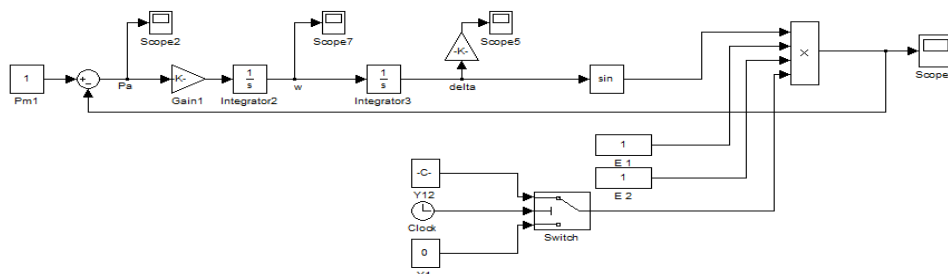 Scope2
Scope7
-K-
Scope5
1
Pm1
+
-
Pa
K-
Gain1
1
s
Integrator2
w
1
s
Integrator3
delta
sin
X
Scope
1
E 1
1
E 2
-C-
Y12
Clock
Switch
0